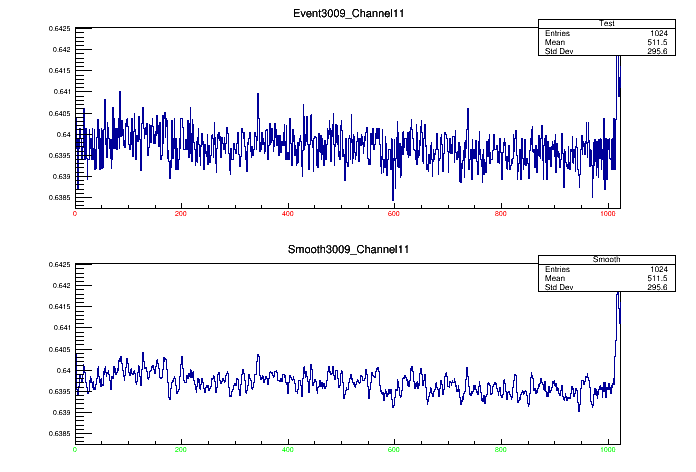 Event3009_Channel11
Test
Entries 1024
Mean 511.5
Std Dev 295.6
0.6425
0.642
0.6415
0.641
0.6405
0.64
0.6395
0.639
0.6385
0 200 400 600 800 1000
Smooth3009_Channel11
Smooth
Entries 1024
Mean 511.5
Std Dev 295.6
0.6425
0.642
0.6415
0.641
0.6405
0.64
0.6395
0.639
0.6385
0 200 400 600 800 1000